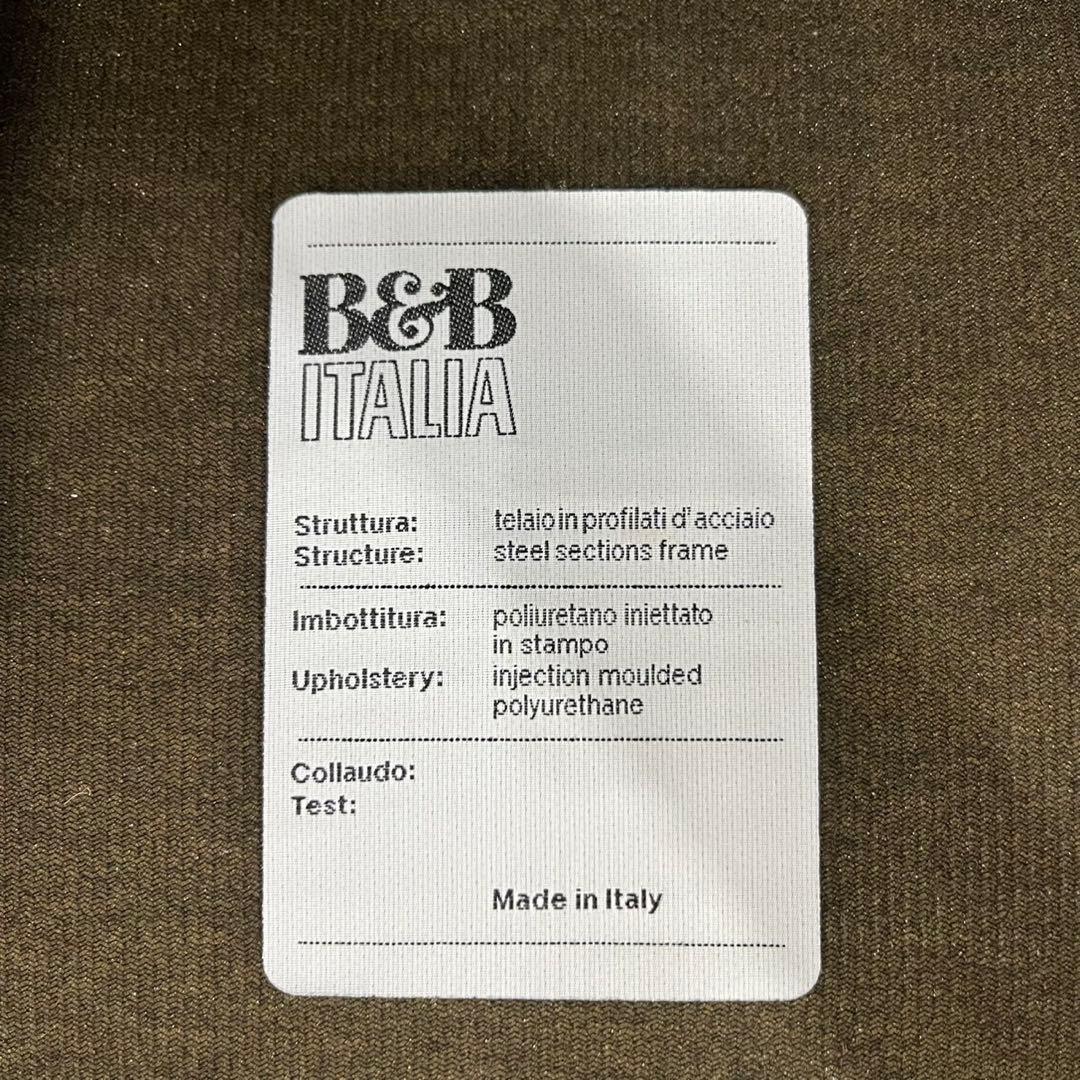 B&B
ITALIA
Struttura: telaio in profilati d'acciaio
Structure: steel sections frame
Imbottitura: poliuretano iniettato
in stampo
Upholstery: injection moulded
polyurethane
Collaudo:
Test:
Made in Italy